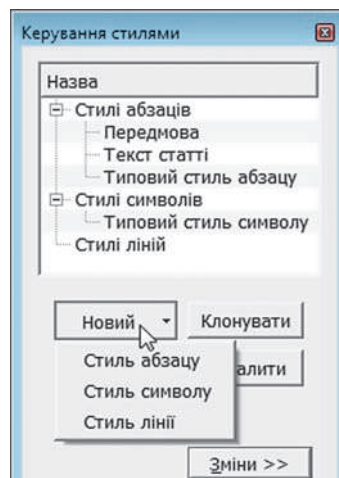 Керування стилями
Назва
Стилі абзаців
Передмова
Текст статті
Типовий стиль абзацу
Стилі символів
Типовий стиль символу
Стилі ліній
Новий
Клонувати
Стиль абзацу
алити
Стиль символу
Стиль лінії
Зміни >>